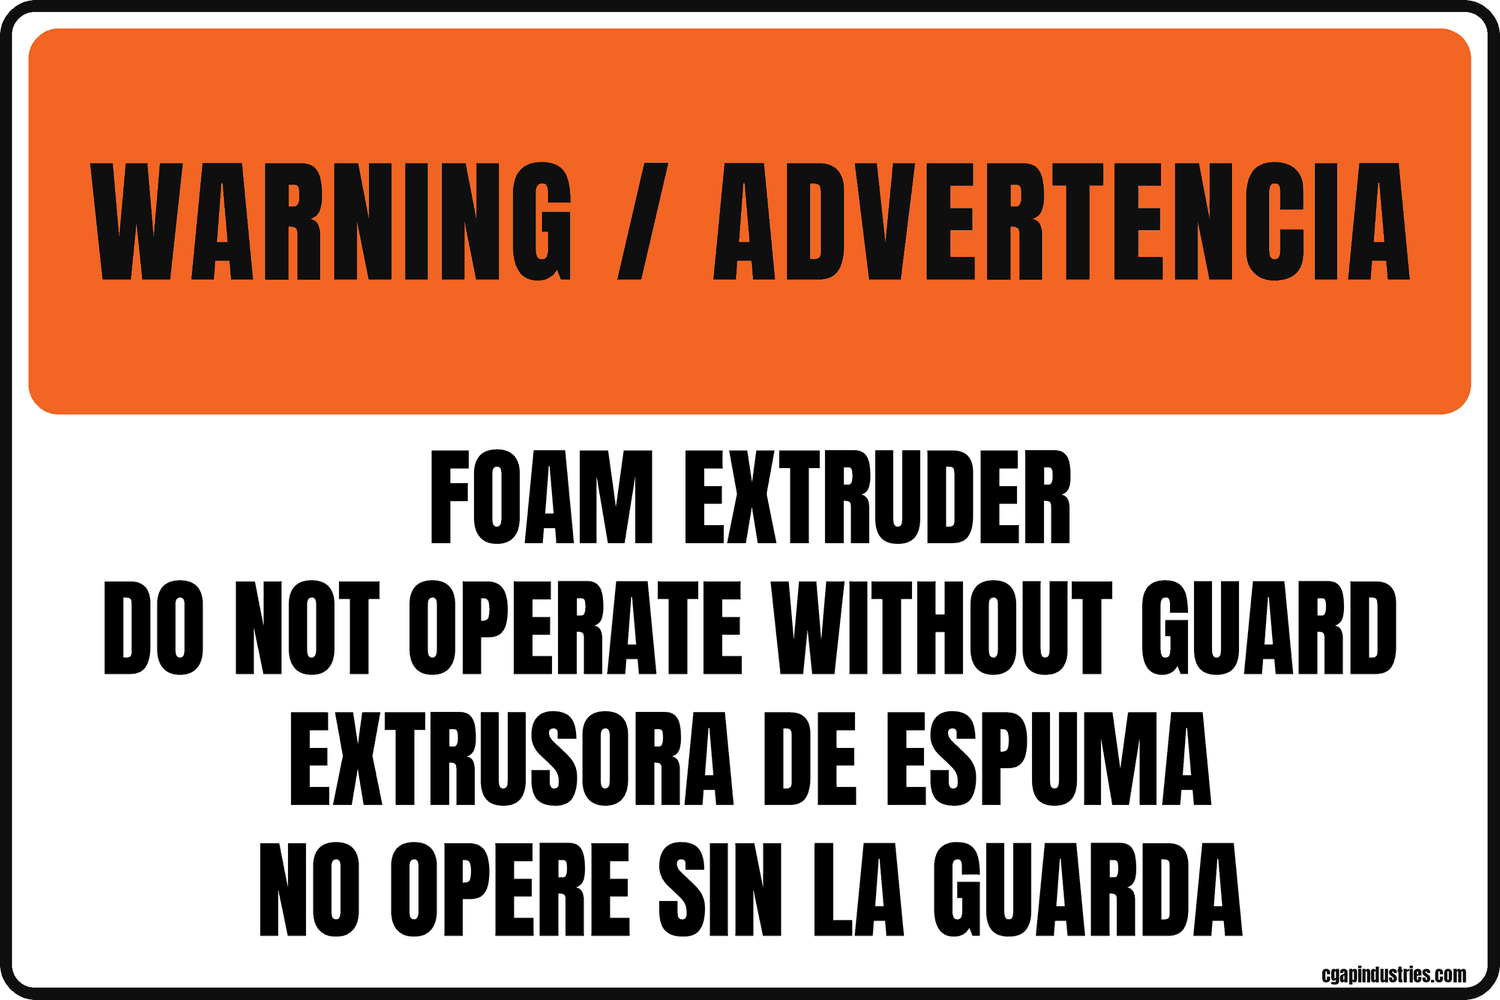 WARNING / ADVERTENCIA
FOAM EXTRUDER
DO NOT OPERATE WITHOUT GUARD
EXTRUSORA DE ESPUMA
NO OPERE SIN LA GUARDA
cgapindustries.com